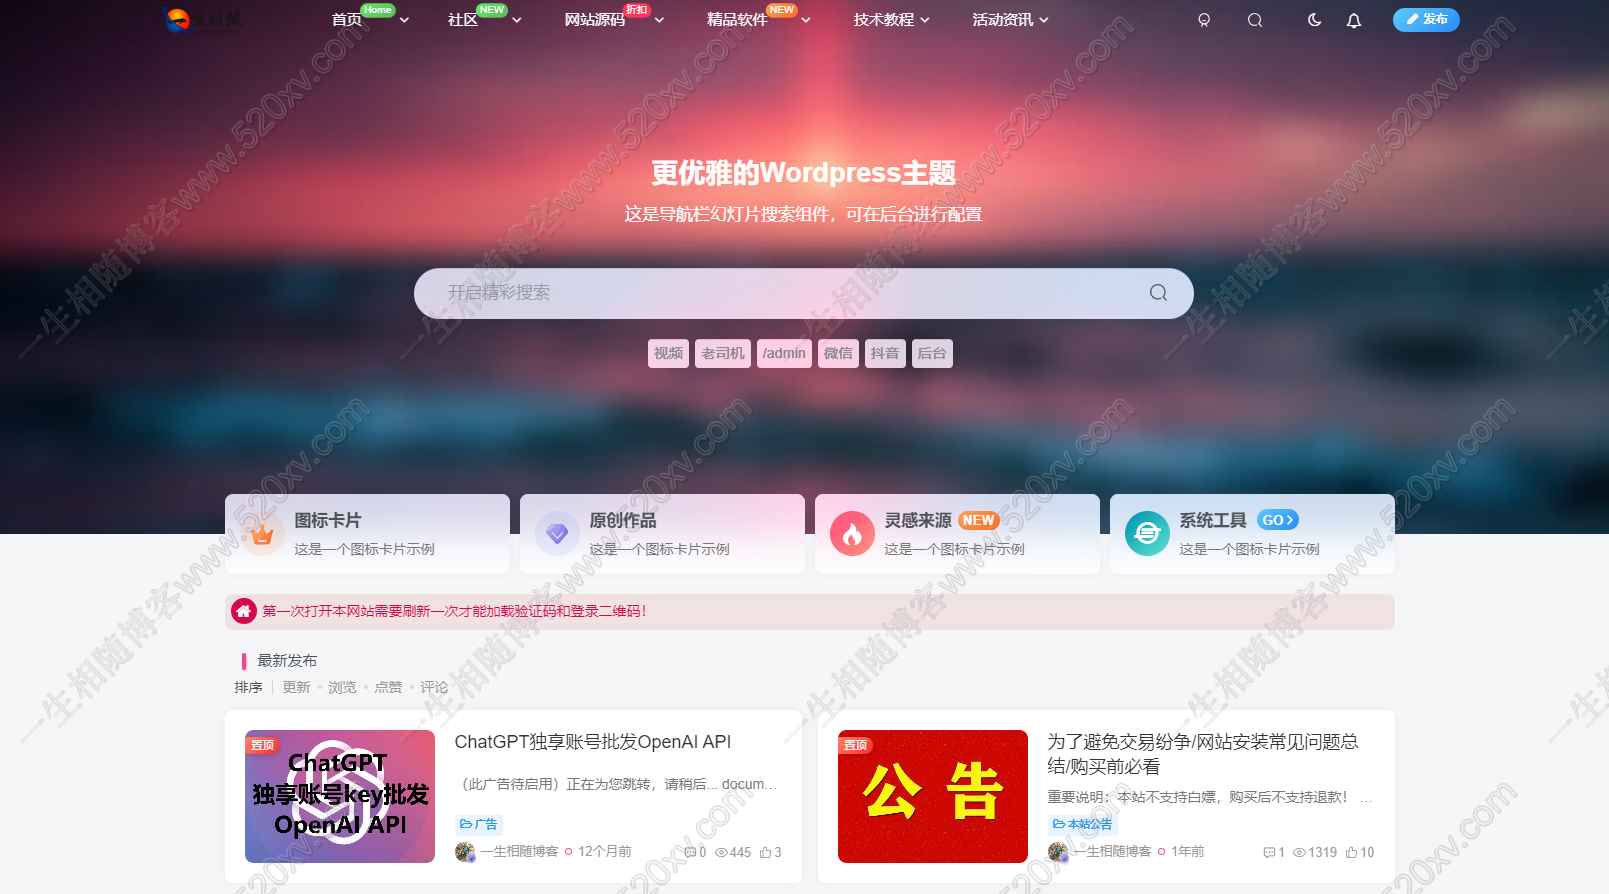 首页 Home 社区 NEW 网站源码 折扣 精品软件 NEW 技术教程 活动资讯 发布
更优雅的Wordpress主题
这是导航栏幻灯片搜索组件，可在后台进行配置
开启精彩搜索
视频 老司机 /admin 微信 抖音 后台
图标卡片
这是一个图标卡片示例
原创作品
这是一个图标卡片示例
灵感来源 NEW
这是一个图标卡片示例
系统工具 GO
这是一个图标卡片示例
第一次打开本网站需要刷新一次才能加载验证码和登录二维码！
最新发布
排序 更新 浏览 点赞 评论
置顶
ChatGPT
独享账号key批发
OpenAI API
ChatGPT独享账号批发OpenAI API
（此广告待启用）正在为您跳转，请稍后... docum...
广告
一生相随博客 12个月前 0 445 3
置顶
公告
为了避免交易纷争/网站安装常见问题总
结/购买前必看
重要说明：本站不支持白嫖，购买后不支持退款！ ...
本站公告
一生相随博客 1年前 1 1319 10
一生相随博客www.520xv.com